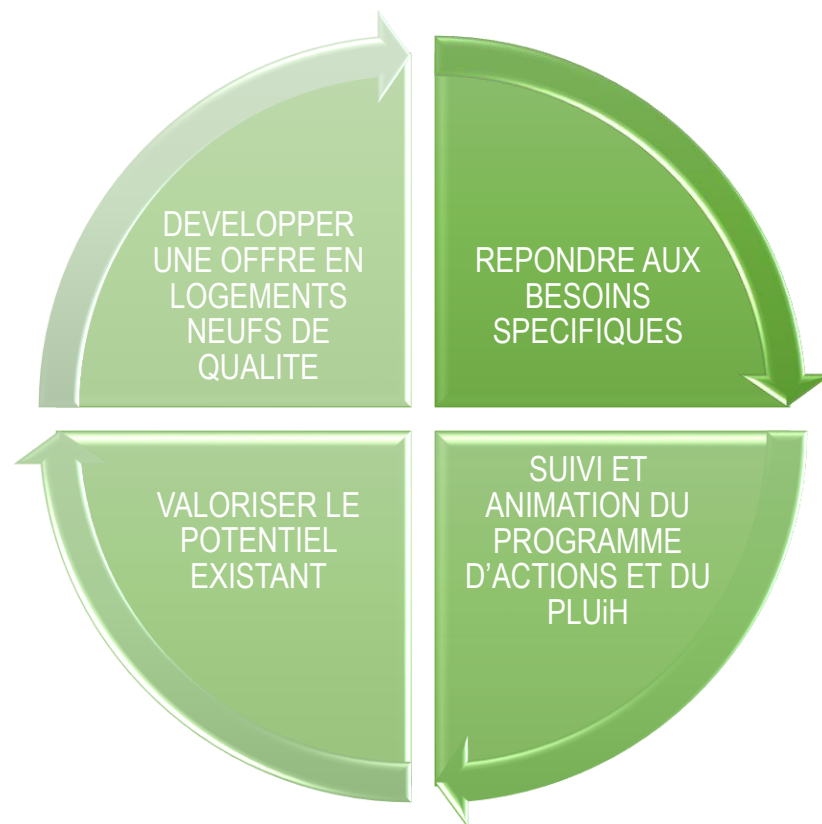 DEVELOPPER
UNE OFFRE EN
LOGEMENTS
NEUFS DE
QUALITE
REPONDRE AUX
BESOINS
SPECIFIQUES
VALORISER LE
POTENTIEL
EXISTANT
SUIVI ET
ANIMATION DU
PROGRAMME
D’ACTIONS ET DU
PLUiH